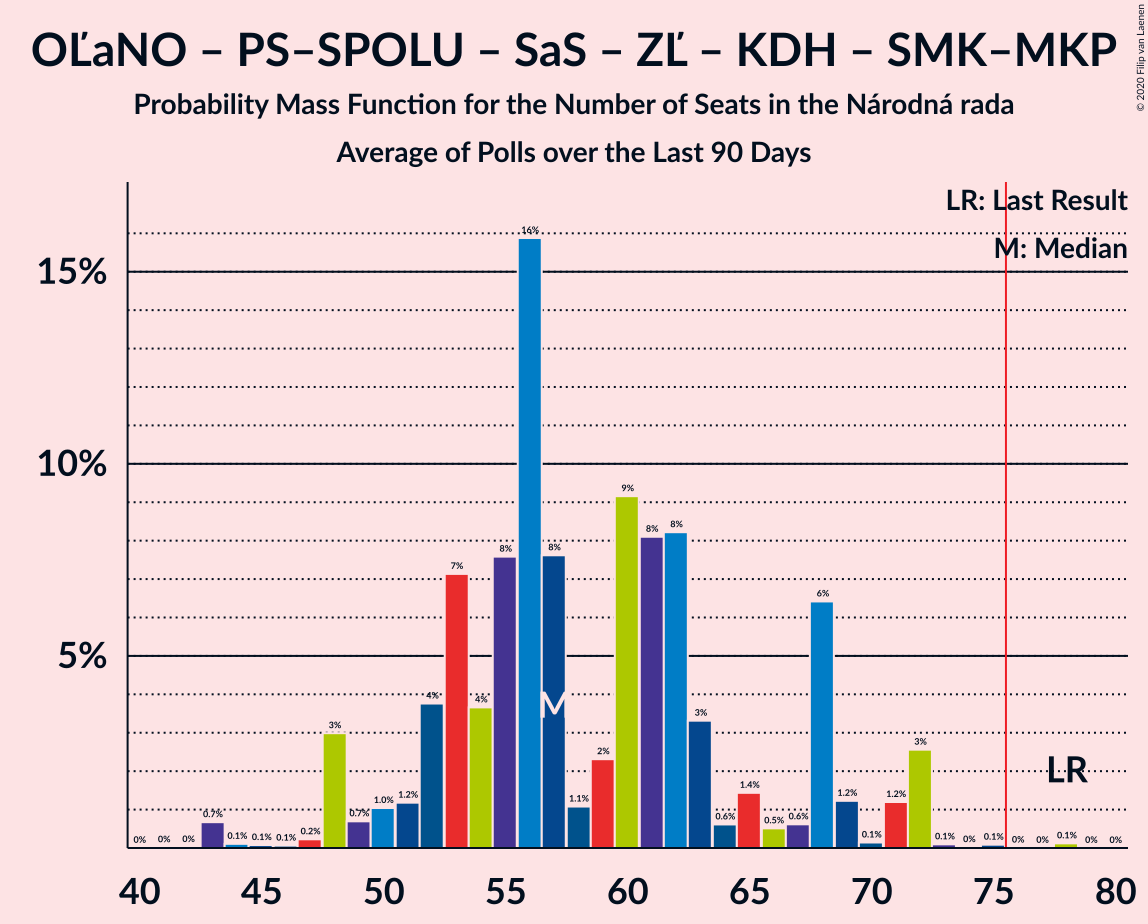 OĽaNO – PS–SPOLU – SaS – ZĽ – KDH – SMK–MKP
Probability Mass Function for the Number of Seats in the Národná rada
Average of Polls over the Last 90 Days
© 2020 Filip van Laenen
LR: Last Result
M: Median
15%
10%
5%
0% 0% 0% 0.7% 0.1% 0.1% 0.1% 0.2% 3% 0.7% 1.0% 1.2% 4% 7% 4% 8% 16% 8% 1.1% 2% 9% 8% 8% 3% 0.6% 1.4% 0.5% 0.6% 6% 1.2% 0.1% 1.2% 3% 0.1% 0% 0.1% 0% 0% 0.1% 0% 0%
M
LR
40 45 50 55 60 65 70 75 80